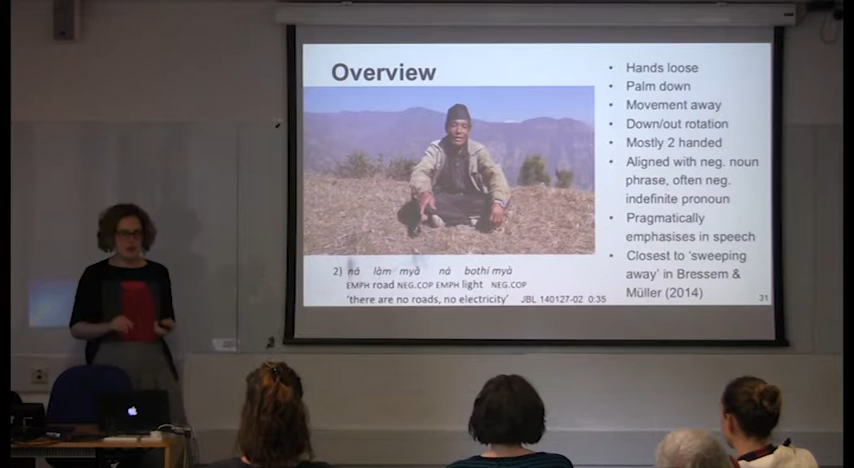 Overview
2) ná làm myà ná bothi myà
EMPH road NEG.COP EMPH light NEG.COP
'there are no roads, no electricity' JBL 140127-02 0:35
• Hands loose
• Palm down
• Movement away
• Down/out rotation
• Mostly 2 handed
• Aligned with neg. noun
phrase, often neg.
indefinite pronoun
• Pragmatically
emphasises in speech
• Closest to 'sweeping
away' in Bressem &
Müller (2014)
31